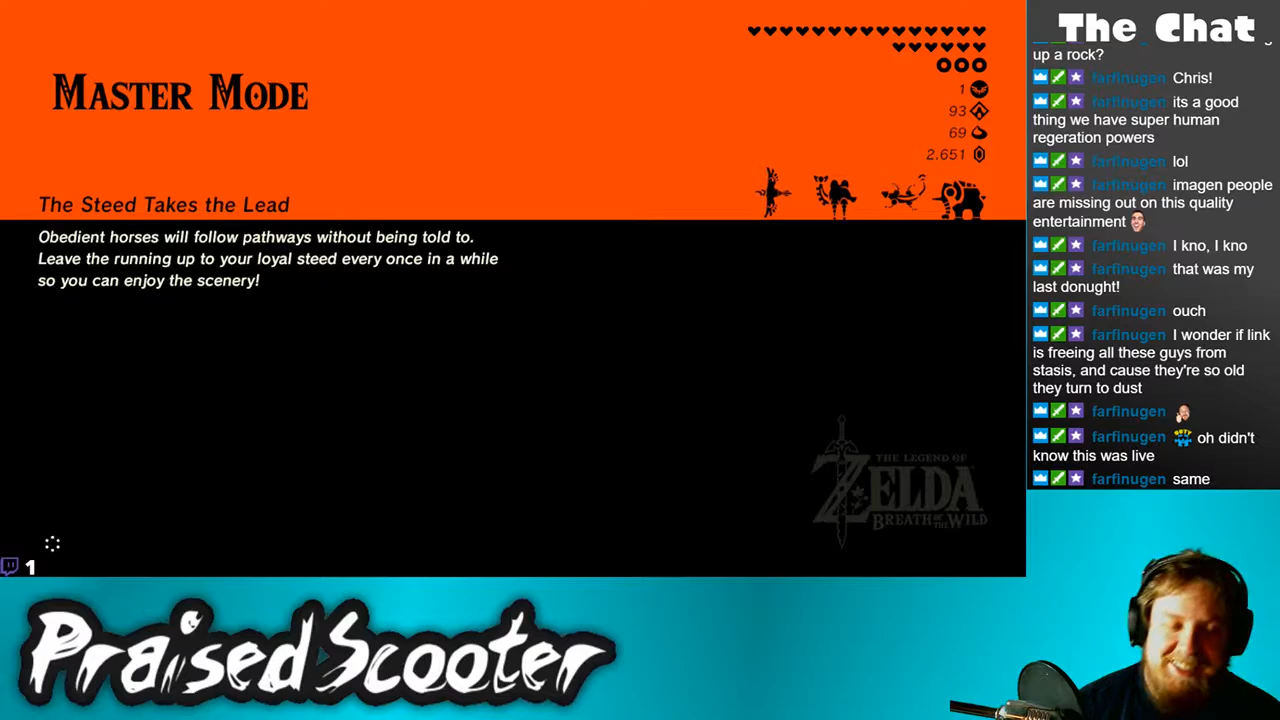 MASTER MODE
1
93
69
2.651
The Steed Takes the Lead
Obedient horses will follow pathways without being told to.
Leave the running up to your loyal steed every once in a while
so you can enjoy the scenery!
THE LEGEND OF
ZELDA
BREATH OF THE WILD
1
PraisedScooter
The Chat
up a rock?
farfinugen Chris!
farfinugen its a good
thing we have super human
regeration powers
farfinugen lol
farfinugen imagen people
are missing out on this quality
entertainment
farfinugen I kno, I kno
farfinugen that was my
last donught!
farfinugen ouch
farfinugen I wonder if link
is freeing all these guys from
stasis, and cause they're so old
they turn to dust
farfinugen
farfinugen oh didn't
know this was live
farfinugen same